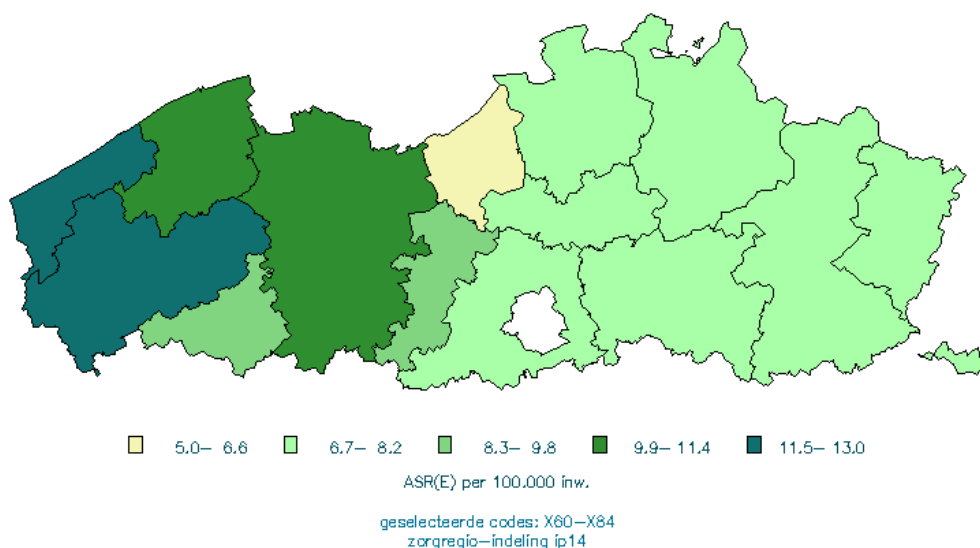 5.0– 6.6 6.7– 8.2 8.3– 9.8 9.9– 11.4 11.5– 13.0
ASR(E) per 100.000 inw.
geselecteerde codes: X60–X84
zorgregio–indeling ip14